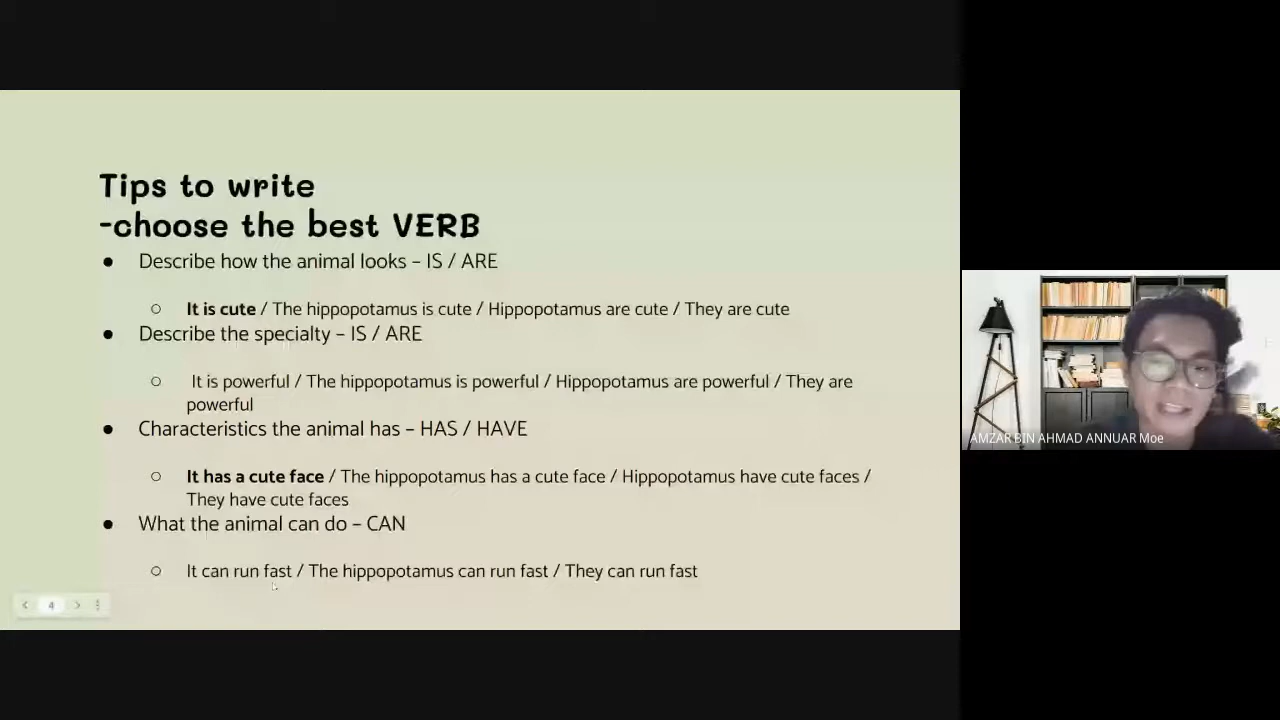 Tips to write
-choose the best VERB
● Describe how the animal looks – IS / ARE
○ It is cute / The hippopotamus is cute / Hippopotamus are cute / They are cute
● Describe the specialty – IS / ARE
○ It is powerful / The hippopotamus is powerful / Hippopotamus are powerful / They are
powerful
● Characteristics the animal has – HAS / HAVE
○ It has a cute face / The hippopotamus has a cute face / Hippopotamus have cute faces /
They have cute faces
● What the animal can do – CAN
○ It can run fast / The hippopotamus can run fast / They can run fast
4
AMZAR BIN AHMAD ANNUAR Moe